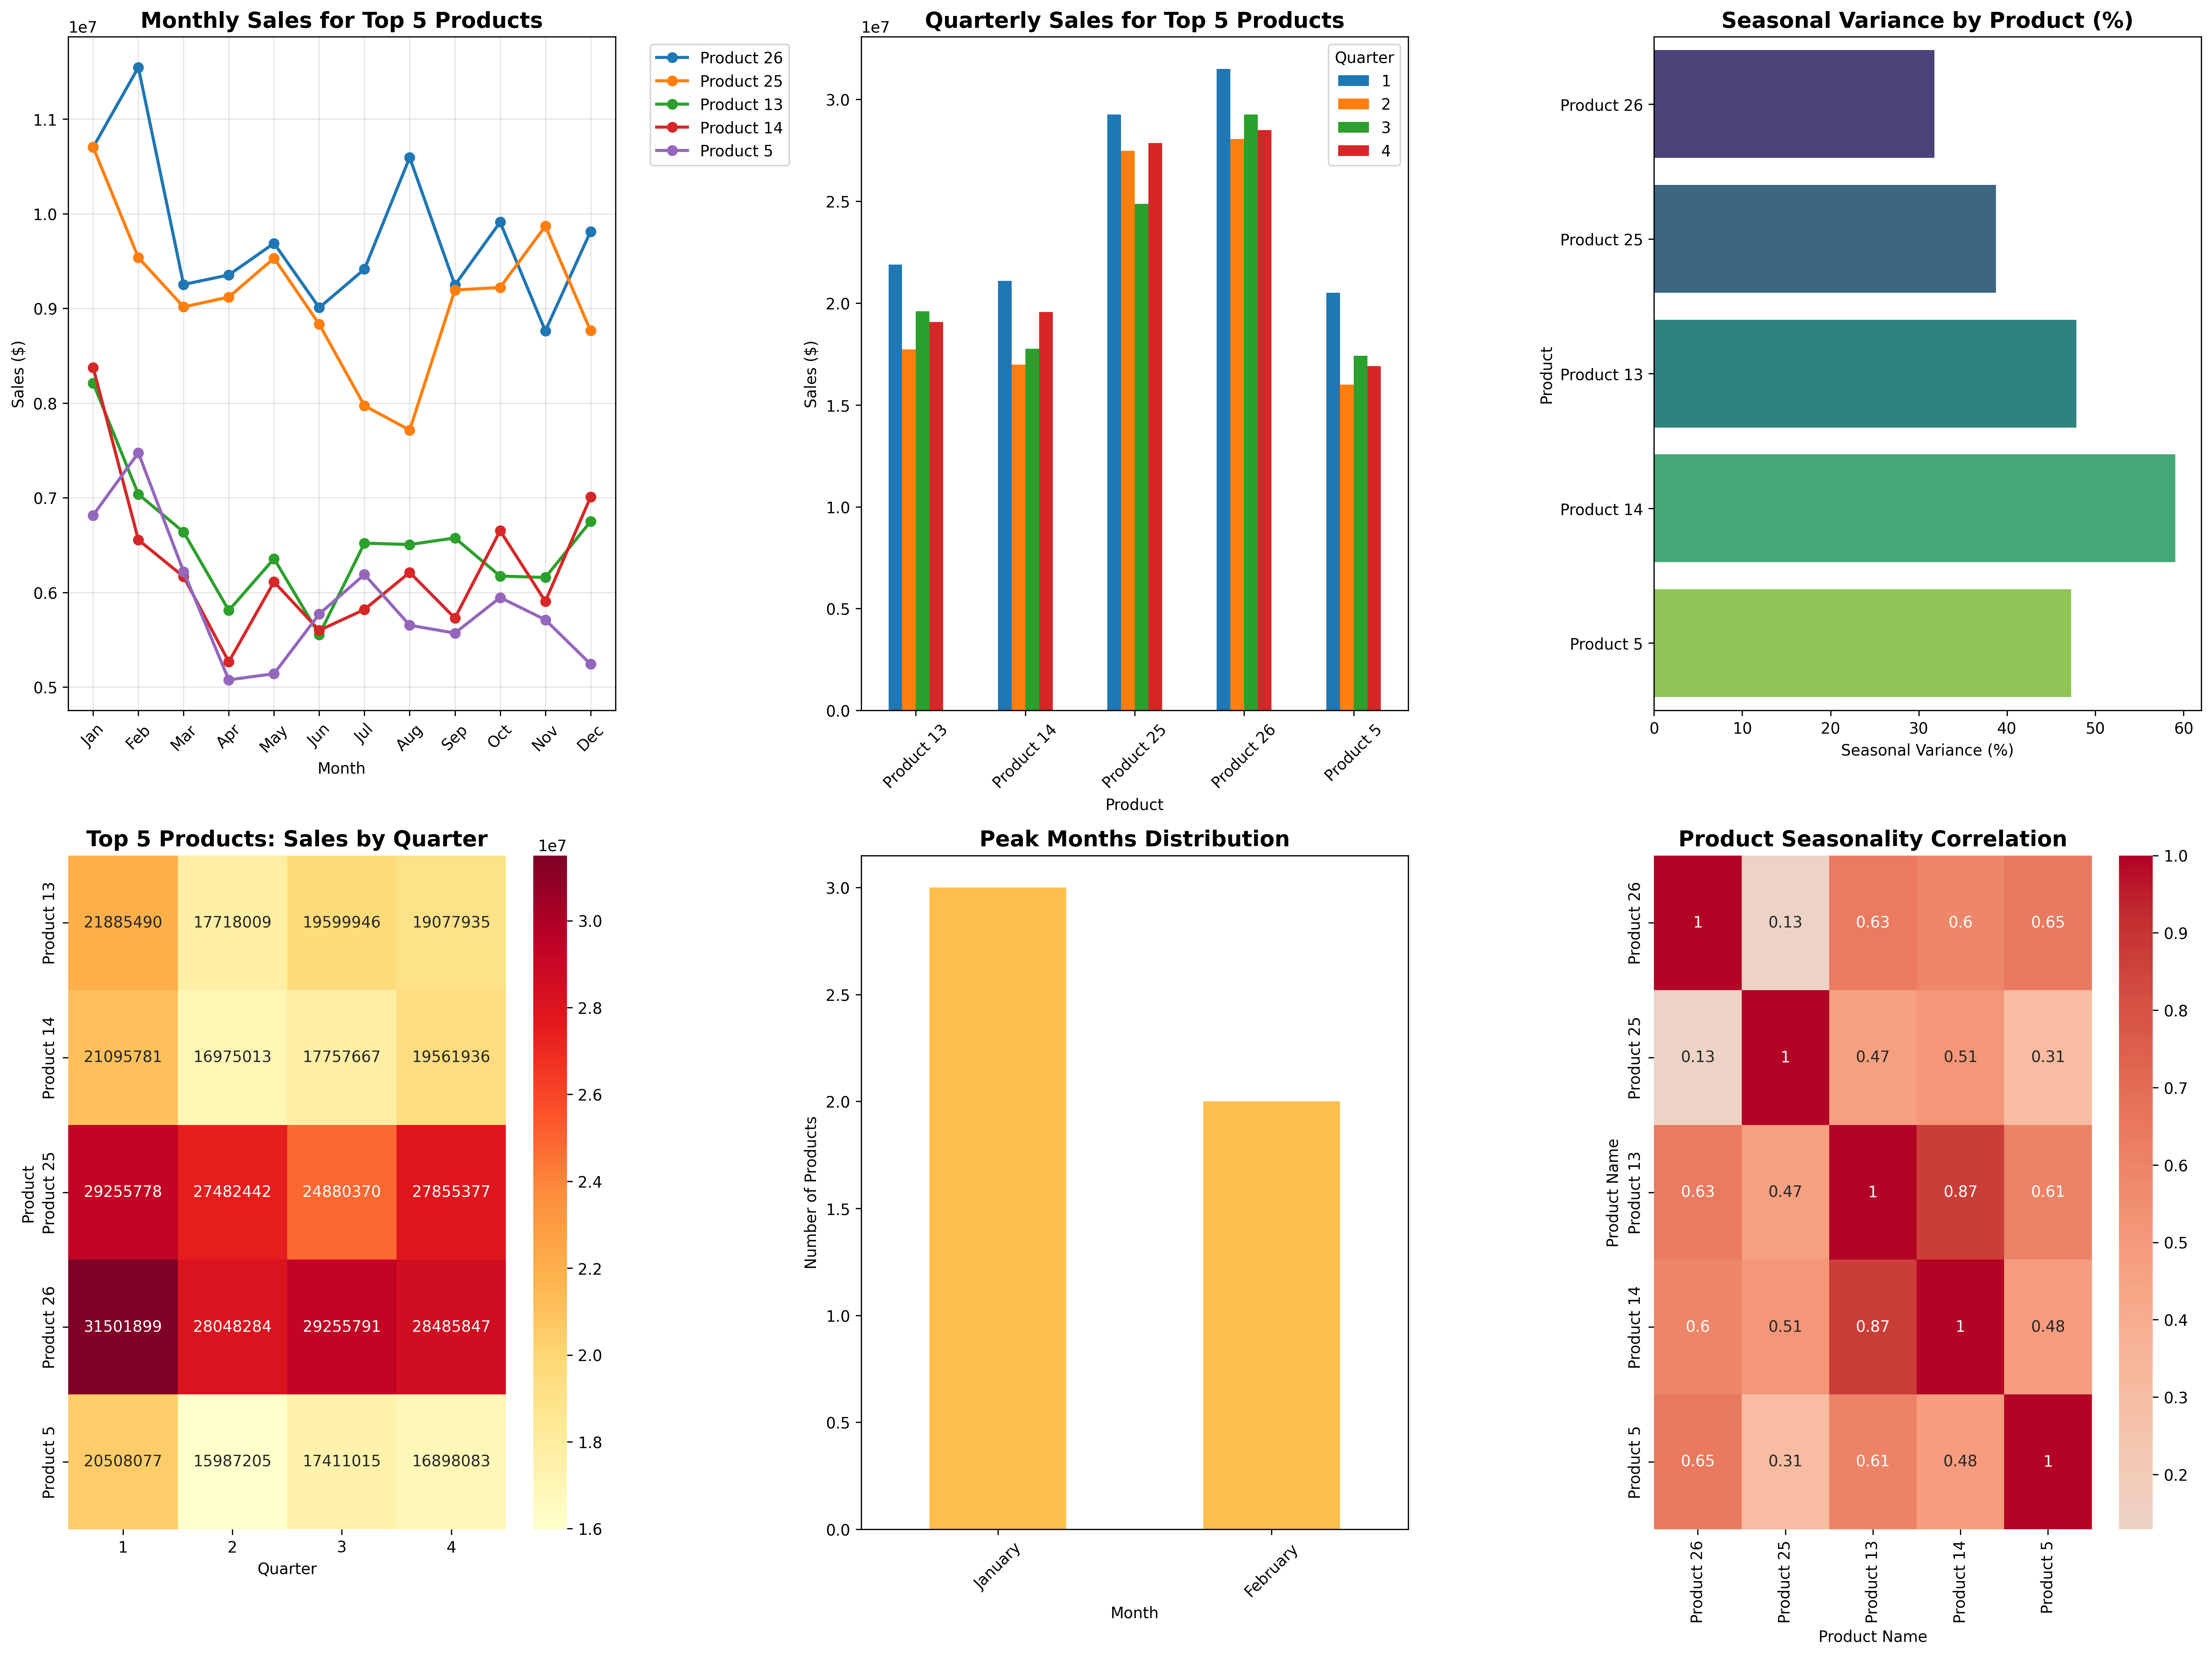 Monthly Sales for Top 5 Products
1e7
Sales ($)
1.1
1.0
0.9
0.8
0.7
0.6
0.5
Jan
Feb
Mar
Apr
May
Jun
Jul
Aug
Sep
Oct
Nov
Dec
Month
Product 26
Product 25
Product 13
Product 14
Product 5
Quarterly Sales for Top 5 Products
1e7
Sales ($)
3.0
2.5
2.0
1.5
1.0
0.5
0.0
Quarter
1
2
3
4
Product 13
Product 14
Product 25
Product 26
Product 5
Product
Seasonal Variance by Product (%)
Product
Product 26
Product 25
Product 13
Product 14
Product 5
0 10 20 30 40 50 60
Seasonal Variance (%)
Top 5 Products: Sales by Quarter
Product
Product 13
21885490 17718009 19599946 19077935
Product 14
21095781 16975013 17757667 19561936
Product 25
29255778 27482442 24880370 27855377
Product 26
31501899 28048284 29255791 28485847
Product 5
20508077 15987205 17411015 16898083
1 2 3 4
Quarter
1e7
3.0
2.8
2.6
2.4
2.2
2.0
1.8
1.6
Peak Months Distribution
Number of Products
3.0
2.5
2.0
1.5
1.0
0.5
0.0
January
February
Month
Product Seasonality Correlation
Product Name
Product 26
1 0.13 0.63 0.6 0.65
Product 25
0.13 1 0.47 0.51 0.31
Product 13
0.63 0.47 1 0.87 0.61
Product 14
0.6 0.51 0.87 1 0.48
Product 5
0.65 0.31 0.61 0.48 1
Product 26
Product 25
Product 13
Product 14
Product 5
Product Name
1.0
0.9
0.8
0.7
0.6
0.5
0.4
0.3
0.2